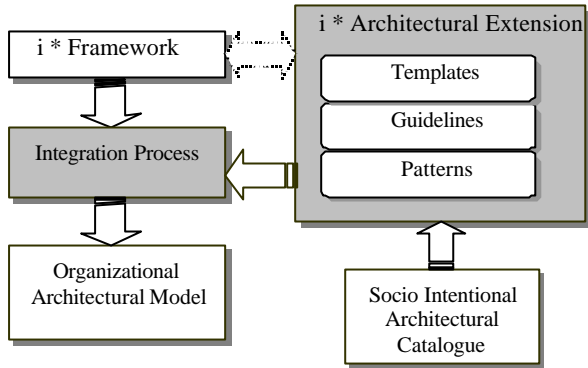 i * Framework
i * Architectural Extension
Templates
Guidelines
Patterns
Integration Process
Organizational
Architectural Model
Socio Intentional
Architectural
Catalogue